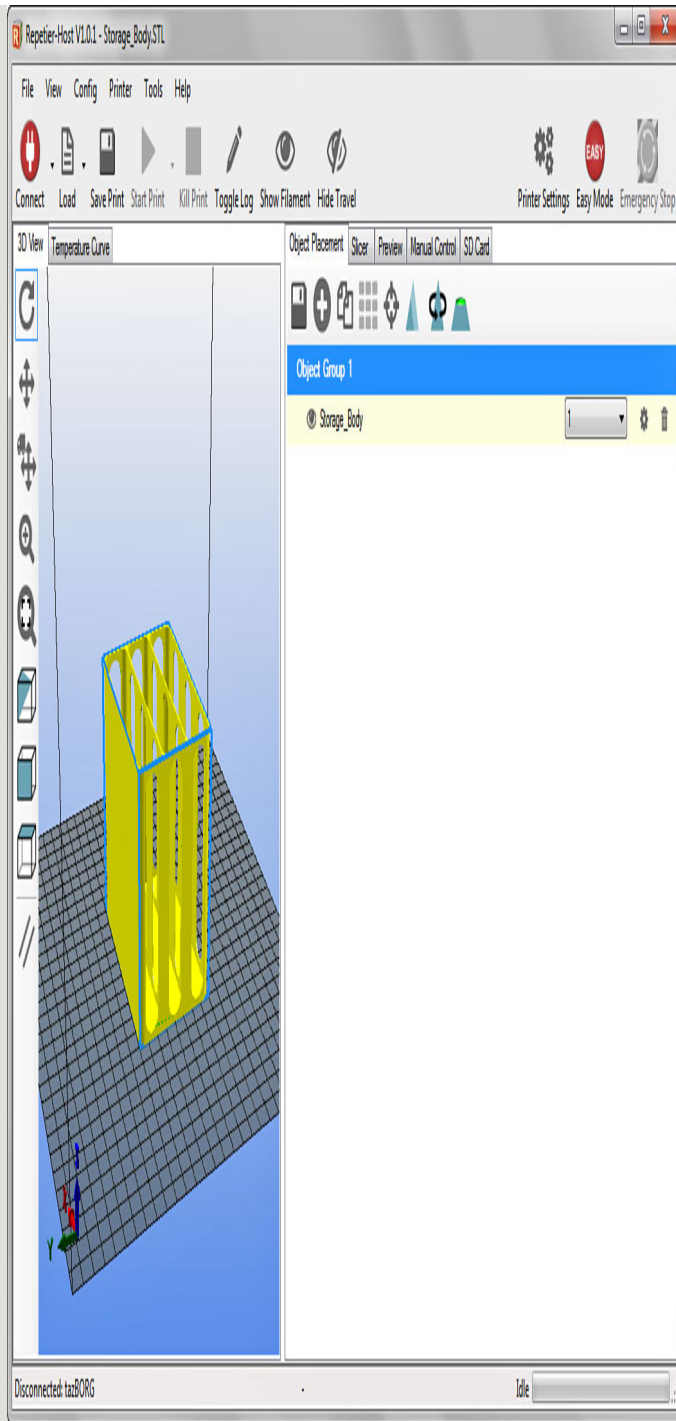 Repetier-Host V1.0.1 - Storage_Body.STL
File View Config Printer Tools Help
Connect Load Save Print Start Print Kill Print Toggle Log Show Filament Hide Travel Printer Settings Easy Mode Emergency Stop
EASY
3D View Temperature Curve Object Placement Slicer Preview Manual Control SD Card
Object Group 1
Storage_Body 1
Y
Disconnected: tazBORG - Idle